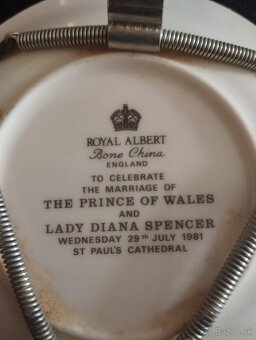 ROYAL ALBERT
Bone China
ENGLAND
TO CELEBRATE
THE MARRIAGE OF
THE PRINCE OF WALES
AND
LADY DIANA SPENCER
WEDNESDAY 29th JULY 1981
ST PAUL'S CATHEDRAL